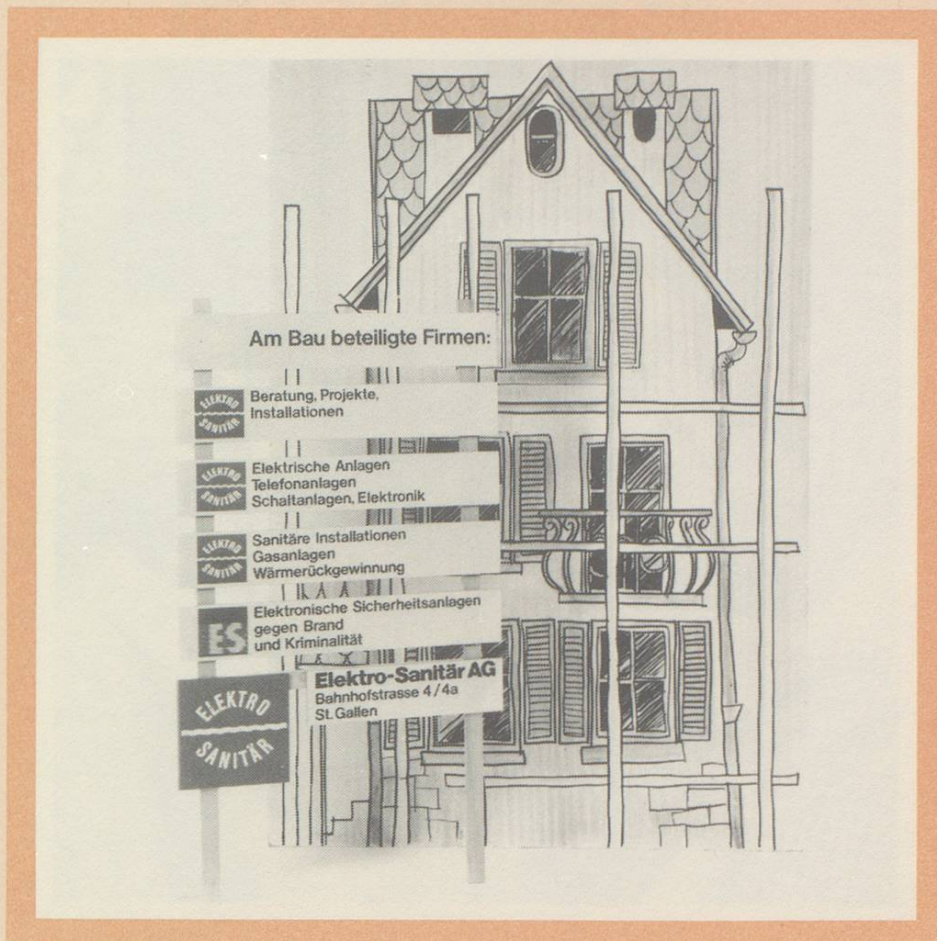 Am Bau beteiligte Firmen:
ELEKTRO
SANITÄR
Beratung, Projekte,
Installationen
ELEKTRO
SANITÄR
Elektrische Anlagen
Telefonanlagen
Schaltanlagen, Elektronik
ELEKTRO
SANITÄR
Sanitäre Installationen
Gasanlagen
Wärmerückgewinnung
ES
Elektronische Sicherheitsanlagen
gegen Brand
und Kriminalität
ELEKTRO
SANITÄR
Elektro-Sanitär AG
Bahnhofstrasse 4/4a
St. Gallen